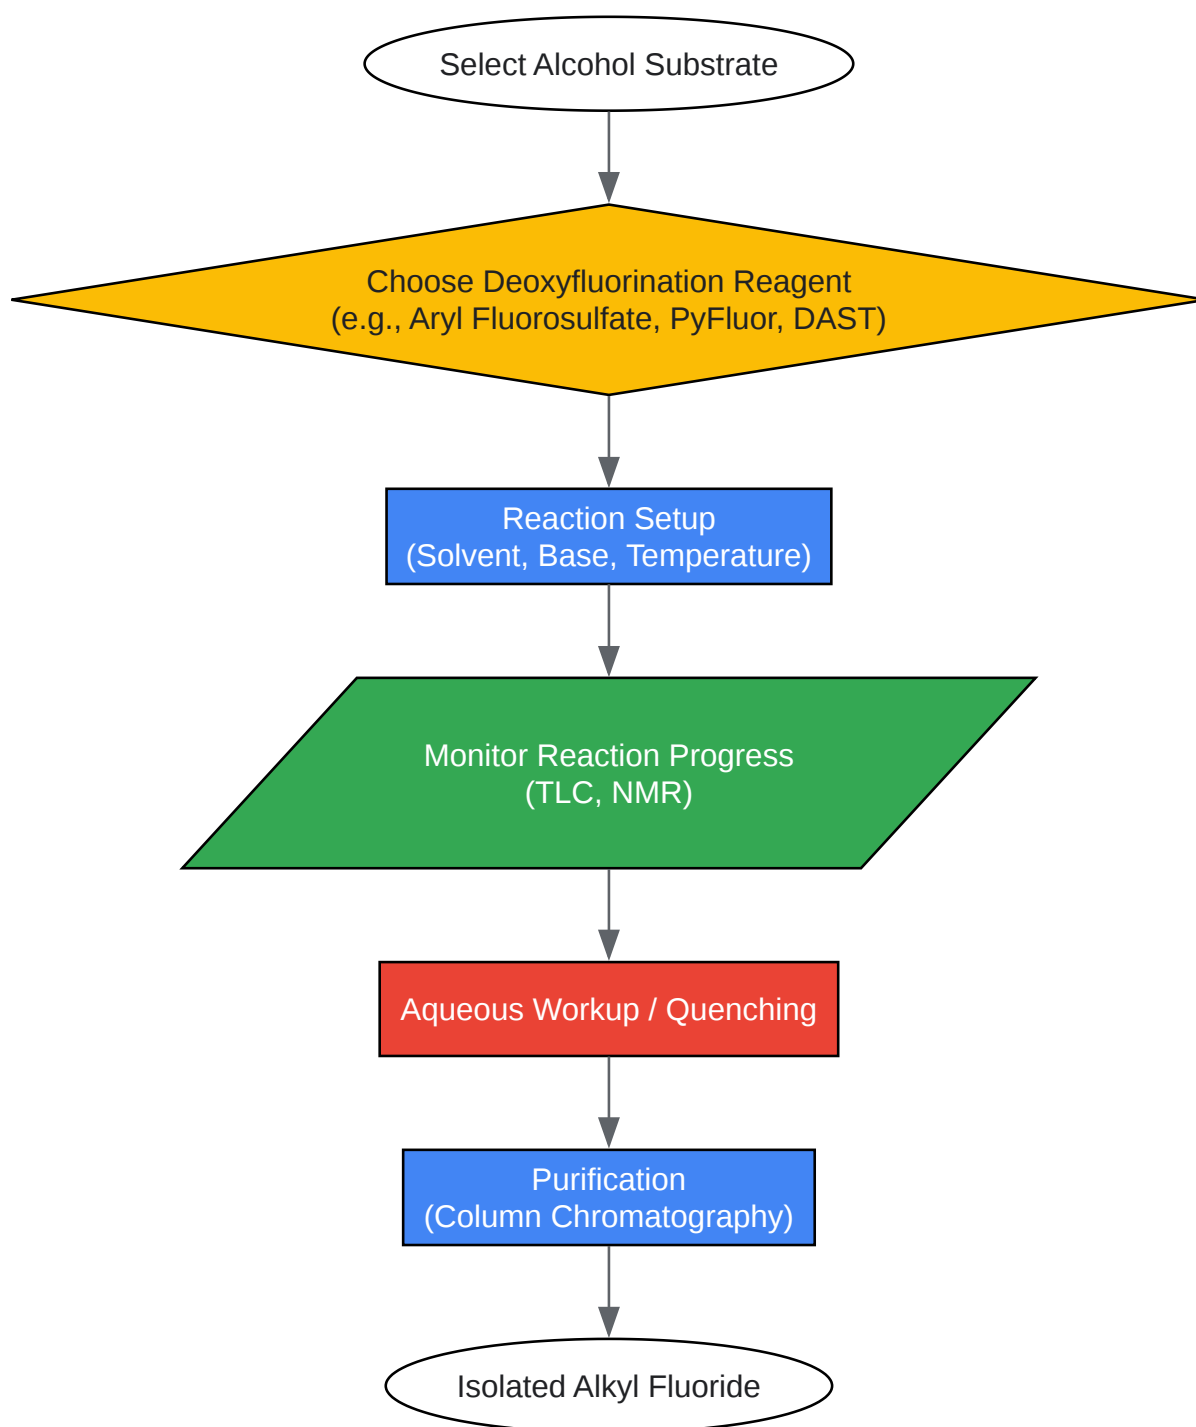 Select Alcohol Substrate
Choose Deoxyfluorination Reagent
(e.g., Aryl Fluorosulfate, PyFluor, DAST)
Reaction Setup
(Solvent, Base, Temperature)
Monitor Reaction Progress
(TLC, NMR)
Aqueous Workup / Quenching
Purification
(Column Chromatography)
Isolated Alkyl Fluoride